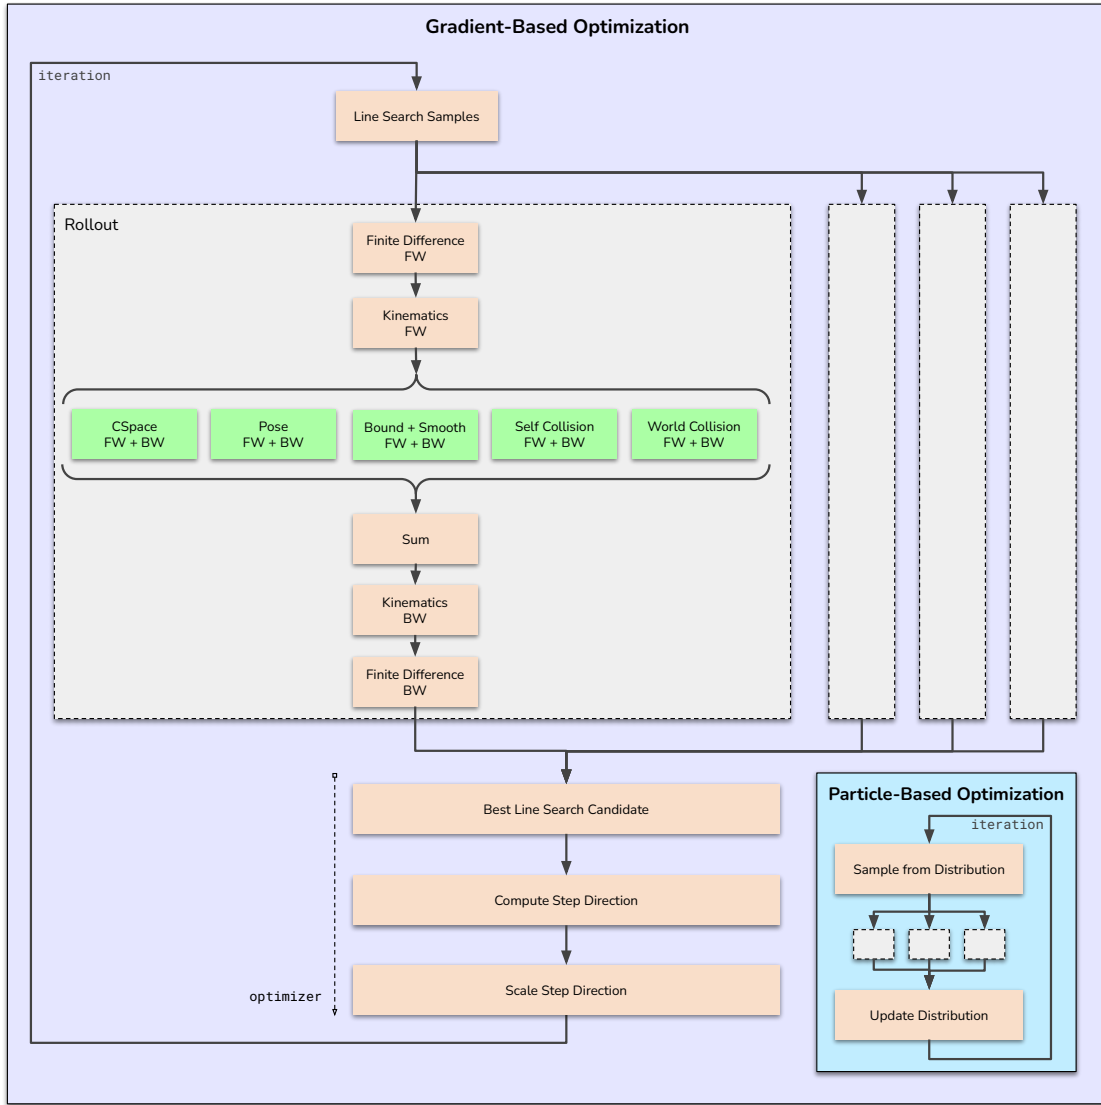 Gradient-Based Optimization
iteration
Line Search Samples
Rollout
Finite Difference
FW
Kinematics
FW
CSpace
FW + BW
Pose
FW + BW
Bound + Smooth
FW + BW
Self Collision
FW + BW
World Collision
FW + BW
Sum
Kinematics
BW
Finite Difference
BW
Best Line Search Candidate
Compute Step Direction
Scale Step Direction
optimizer
Particle-Based Optimization
iteration
Sample from Distribution
Update Distribution